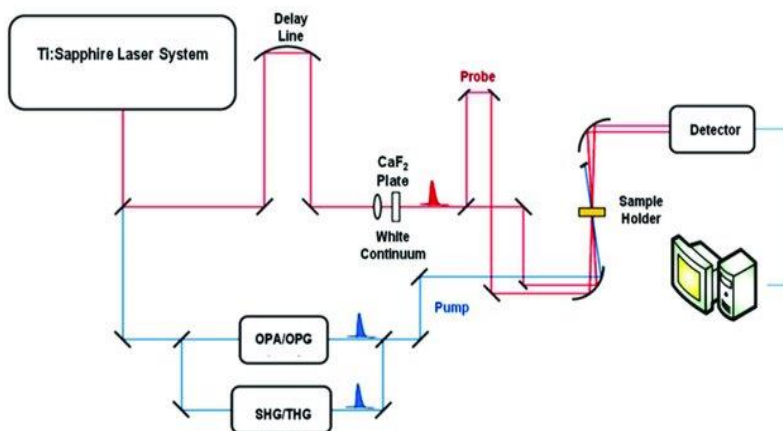 Delay
Line
Ti:Sapphire Laser System
Probe
Detector
CaF₂
Plate
White
Continuum
Sample
Holder
Pump
OPA/OPG
SHG/THG